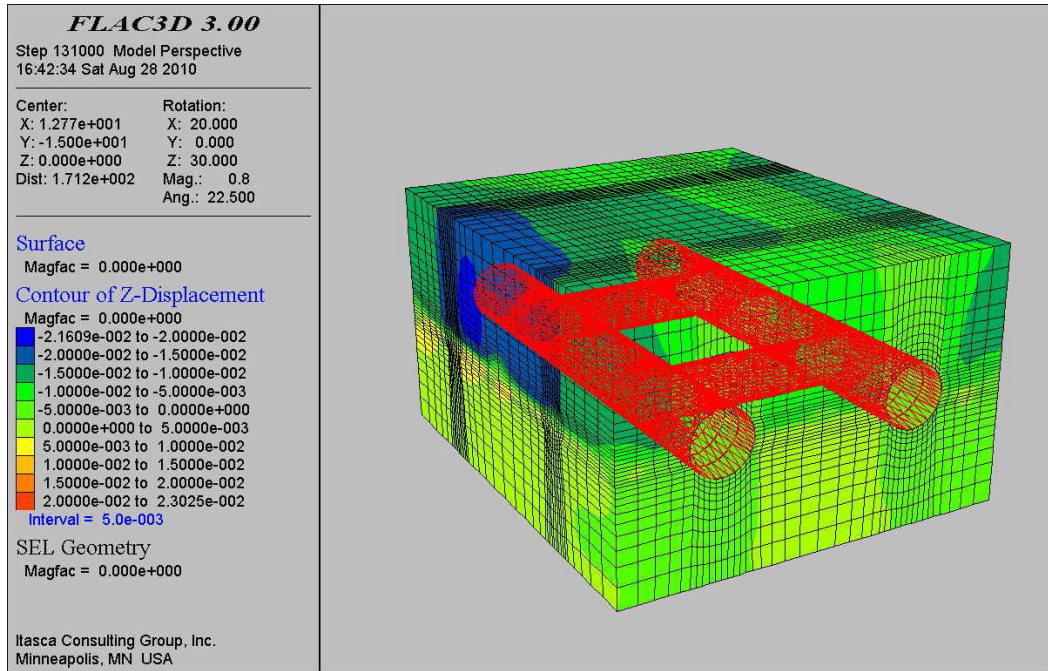 FLAC3D 3.00
Step 131000 Model Perspective
16:42:34 Sat Aug 28 2010
Center:
X: 1.277e+001
Y: -1.500e+001
Z: 0.000e+000
Dist: 1.712e+002
Rotation:
X: 20.000
Y: 0.000
Z: 30.000
Mag.: 0.8
Ang.: 22.500
Surface
Magfac = 0.000e+000
Contour of Z-Displacement
Magfac = 0.000e+000
-2.1609e-002 to -2.0000e-002
-2.0000e-002 to -1.5000e-002
-1.5000e-002 to -1.0000e-002
-1.0000e-002 to -5.0000e-003
-5.0000e-003 to 0.0000e+000
0.0000e+000 to 5.0000e-003
5.0000e-003 to 1.0000e-002
1.0000e-002 to 1.5000e-002
1.5000e-002 to 2.0000e-002
2.0000e-002 to 2.3025e-002
Interval = 5.0e-003
SEL Geometry
Magfac = 0.000e+000
Itasca Consulting Group, Inc.
Minneapolis, MN USA